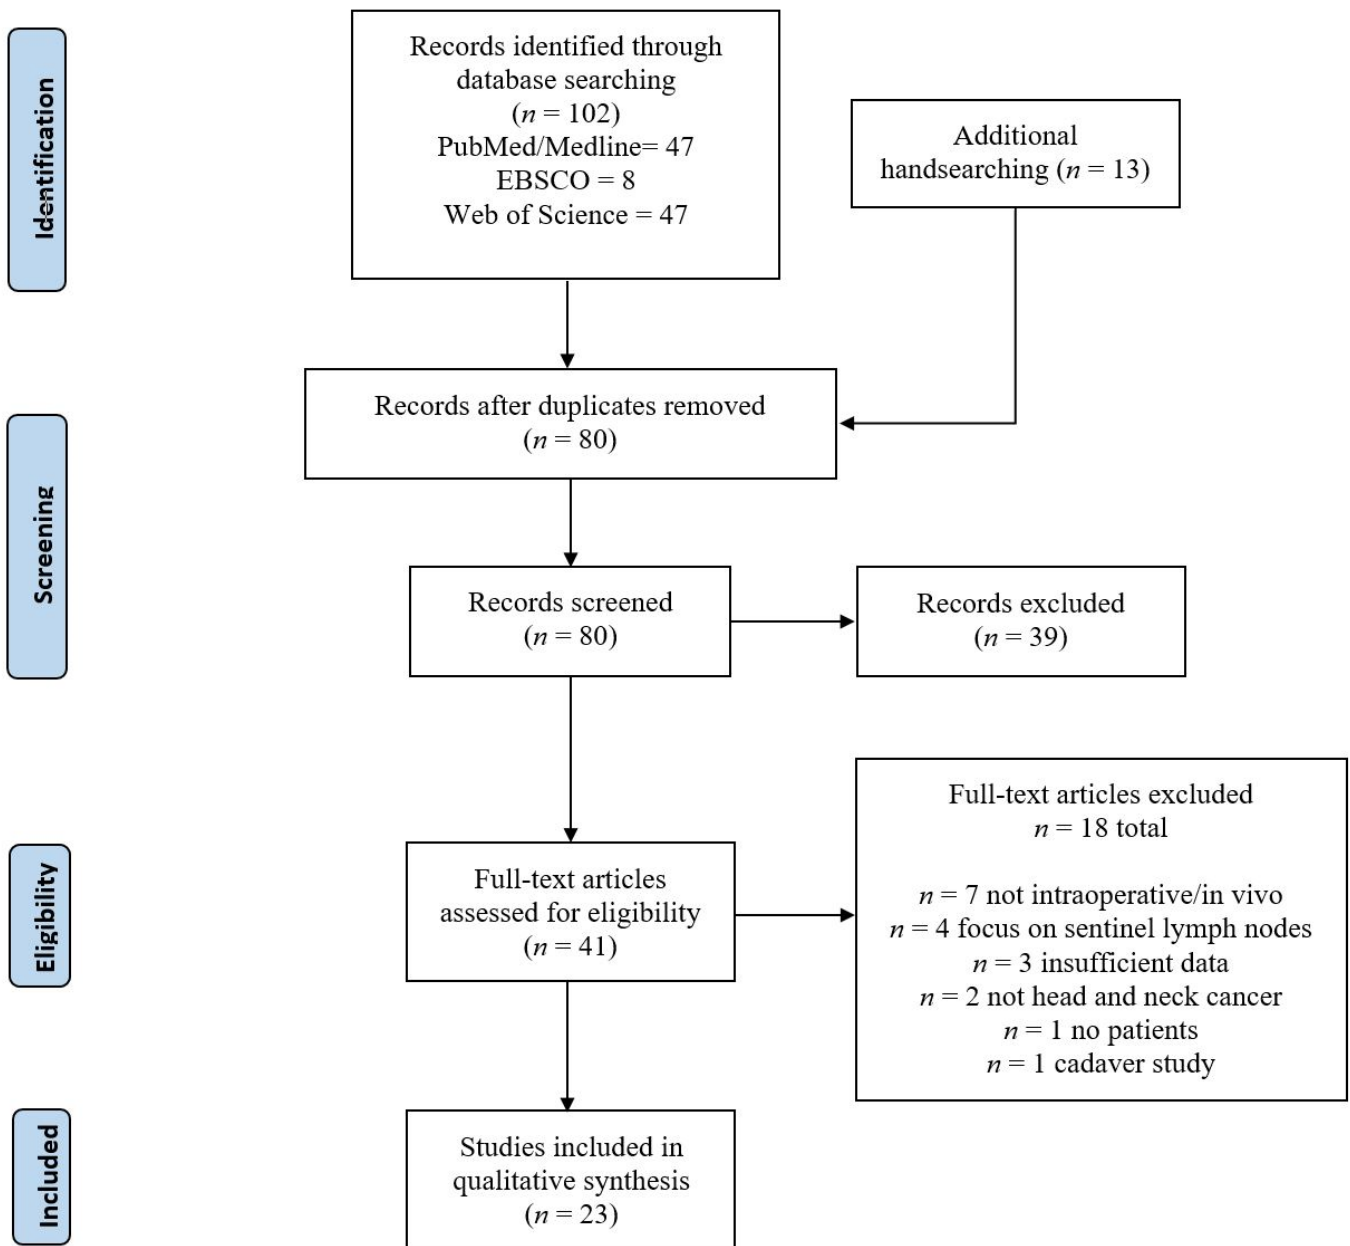 Identification
Records identified through
database searching
(n = 102)
PubMed/Medline= 47
EBSCO = 8
Web of Science = 47
Additional
handsearching (n = 13)
Records after duplicates removed
(n = 80)
Screening
Records screened
(n = 80)
Records excluded
(n = 39)
Eligibility
Full-text articles
assessed for eligibility
(n = 41)
Full-text articles excluded
n = 18 total
n = 7 not intraoperative/in vivo
n = 4 focus on sentinel lymph nodes
n = 3 insufficient data
n = 2 not head and neck cancer
n = 1 no patients
n = 1 cadaver study
Included
Studies included in
qualitative synthesis
(n = 23)